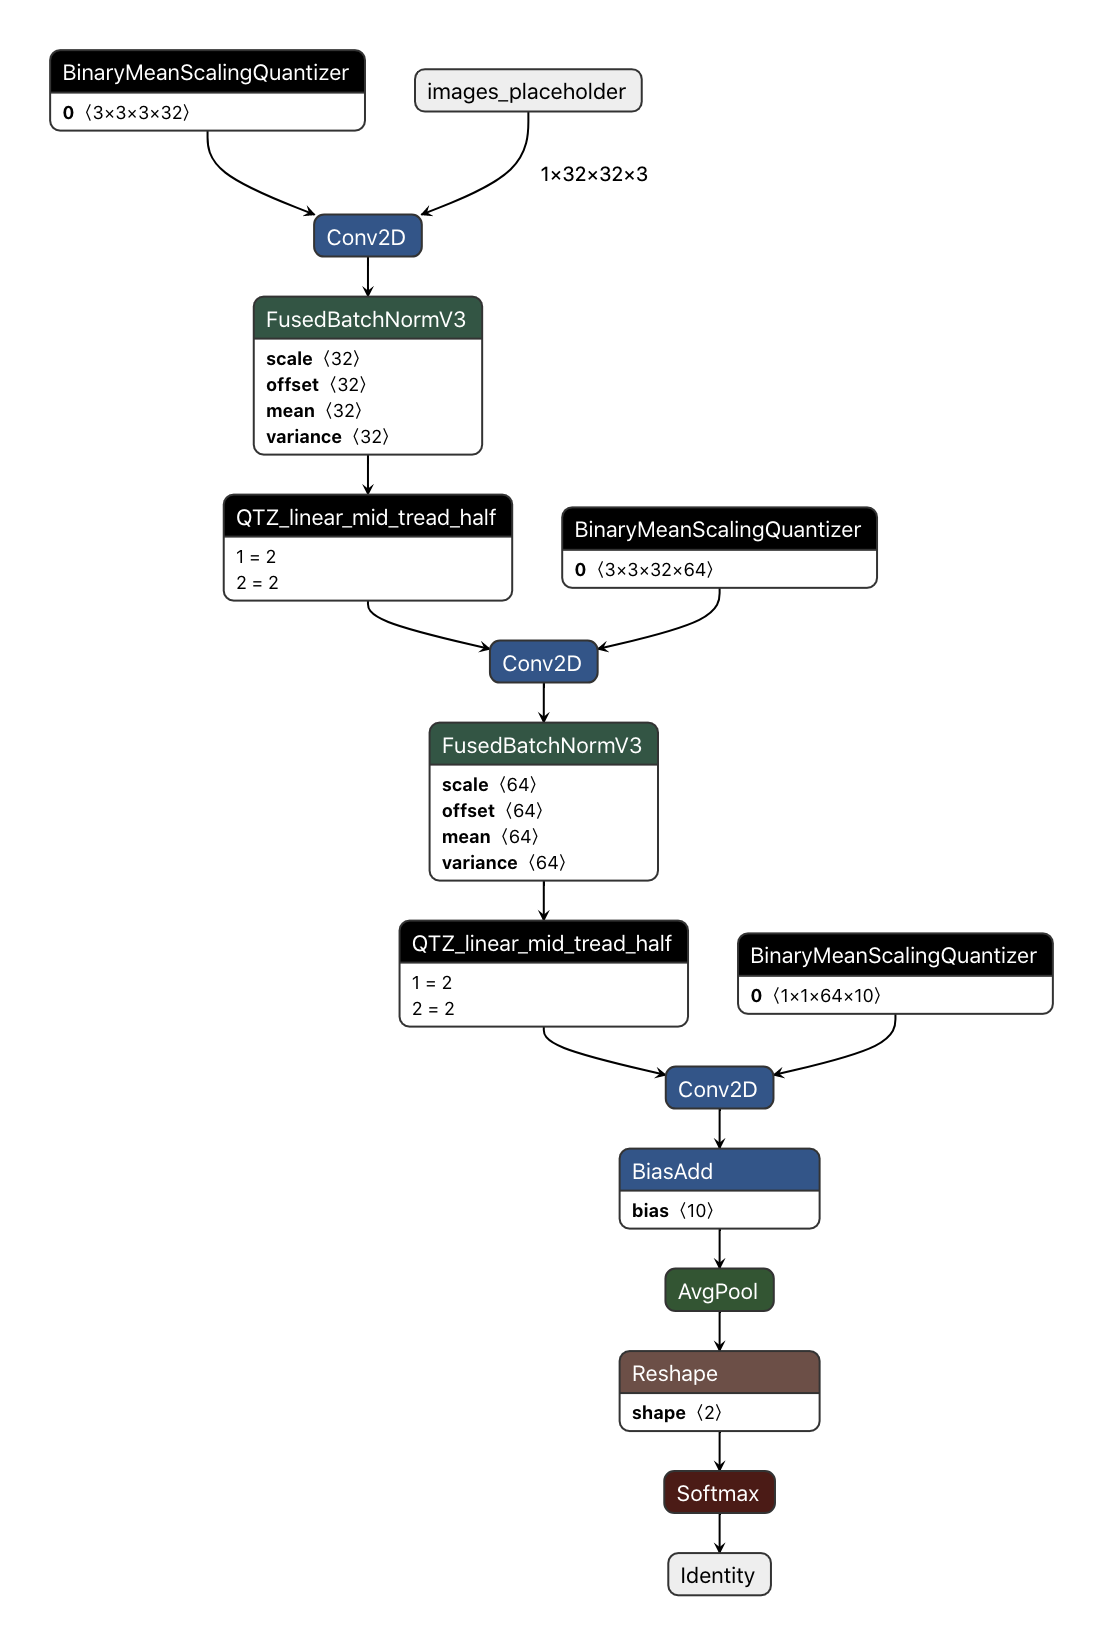 BinaryMeanScalingQuantizer
0 〈3×3×3×32〉
images_placeholder
1×32×32×3
Conv2D
FusedBatchNormV3
scale 〈32〉
offset 〈32〉
mean 〈32〉
variance 〈32〉
QTZ_linear_mid_tread_half
1 = 2
2 = 2
BinaryMeanScalingQuantizer
0 〈3×3×32×64〉
Conv2D
FusedBatchNormV3
scale 〈64〉
offset 〈64〉
mean 〈64〉
variance 〈64〉
QTZ_linear_mid_tread_half
1 = 2
2 = 2
BinaryMeanScalingQuantizer
0 〈1×1×64×10〉
Conv2D
BiasAdd
bias 〈10〉
AvgPool
Reshape
shape 〈2〉
Softmax
Identity